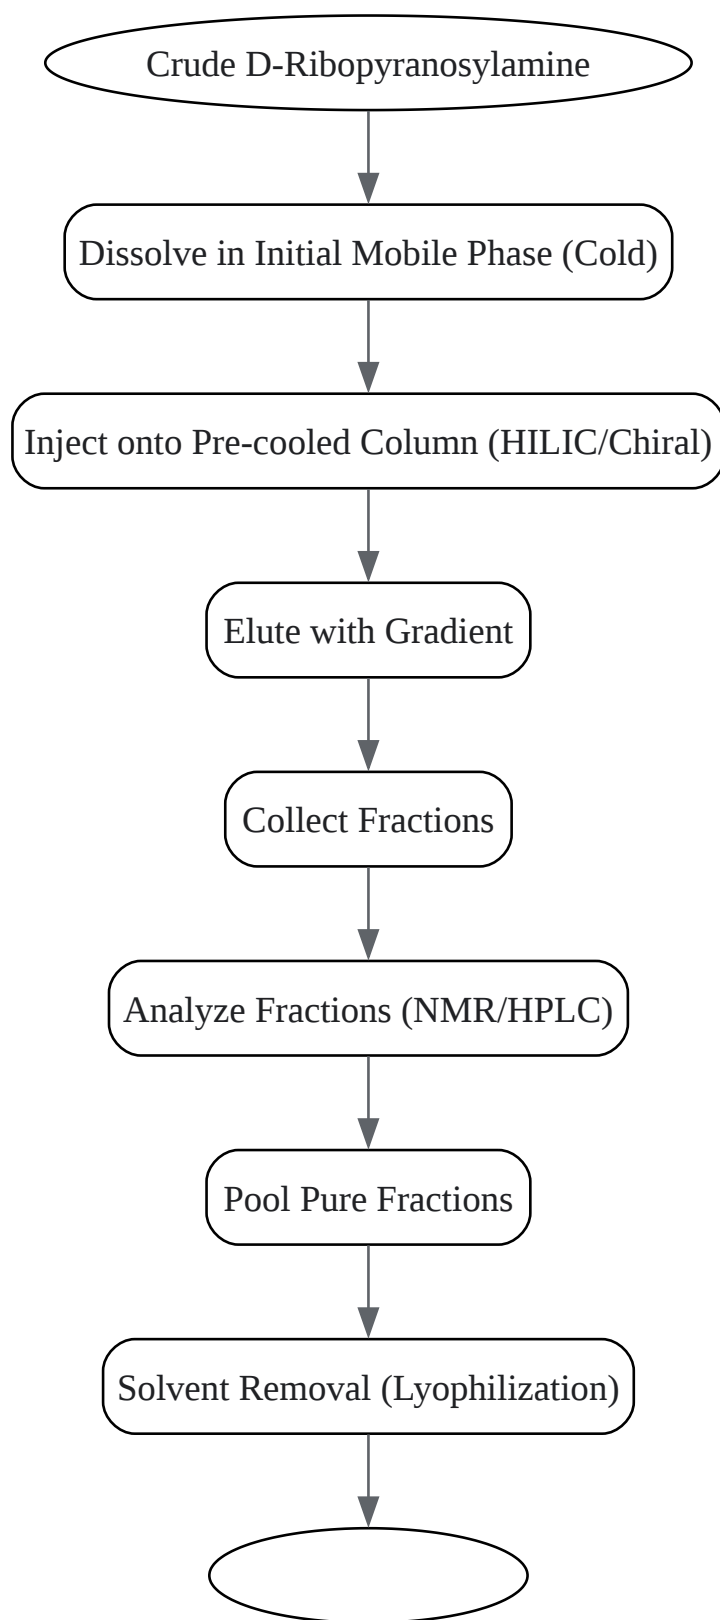 Crude D-Ribopyranosylamine
Dissolve in Initial Mobile Phase (Cold)
Inject onto Pre-cooled Column (HILIC/Chiral)
Elute with Gradient
Collect Fractions
Analyze Fractions (NMR/HPLC)
Pool Pure Fractions
Solvent Removal (Lyophilization)